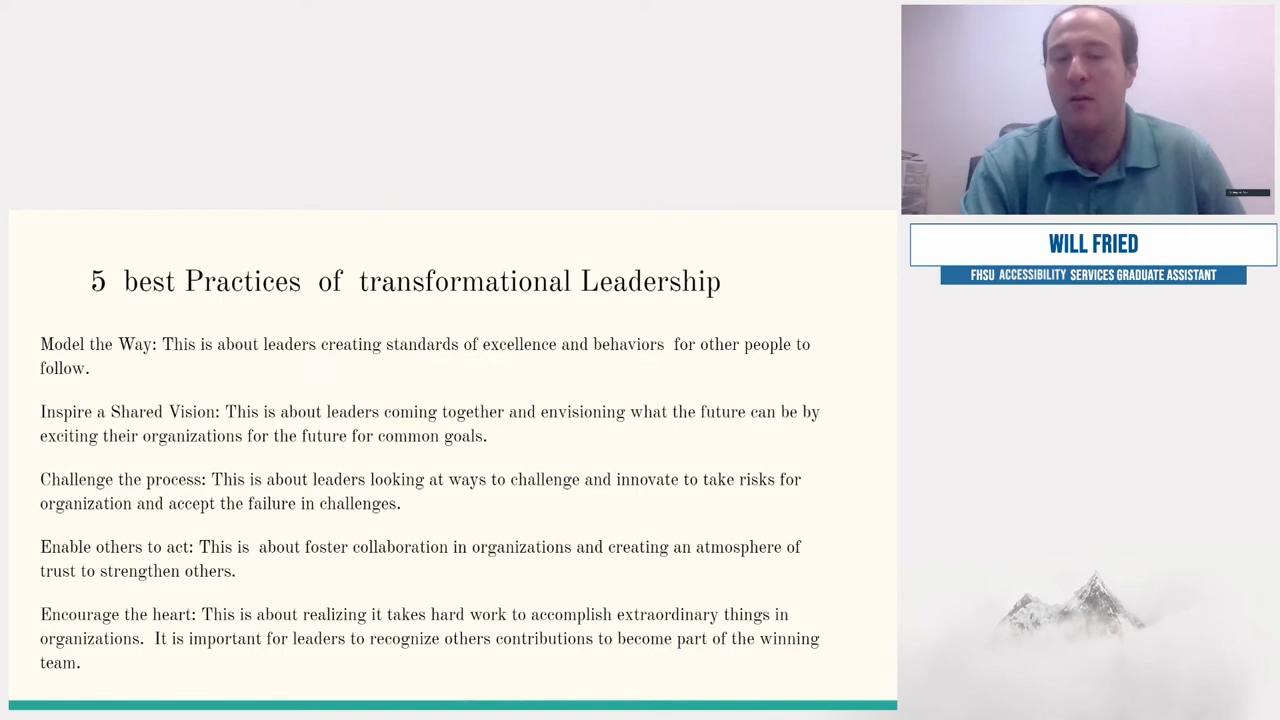 5 best Practices of transformational Leadership
Model the Way: This is about leaders creating standards of excellence and behaviors for other people to
follow.
Inspire a Shared Vision: This is about leaders coming together and envisioning what the future can be by
exciting their organizations for the future for common goals.
Challenge the process: This is about leaders looking at ways to challenge and innovate to take risks for
organization and accept the failure in challenges.
Enable others to act: This is about foster collaboration in organizations and creating an atmosphere of
trust to strengthen others.
Encourage the heart: This is about realizing it takes hard work to accomplish extraordinary things in
organizations. It is important for leaders to recognize others contributions to become part of the winning
team.
WILL FRIED
FHSU ACCESSIBILITY SERVICES GRADUATE ASSISTANT